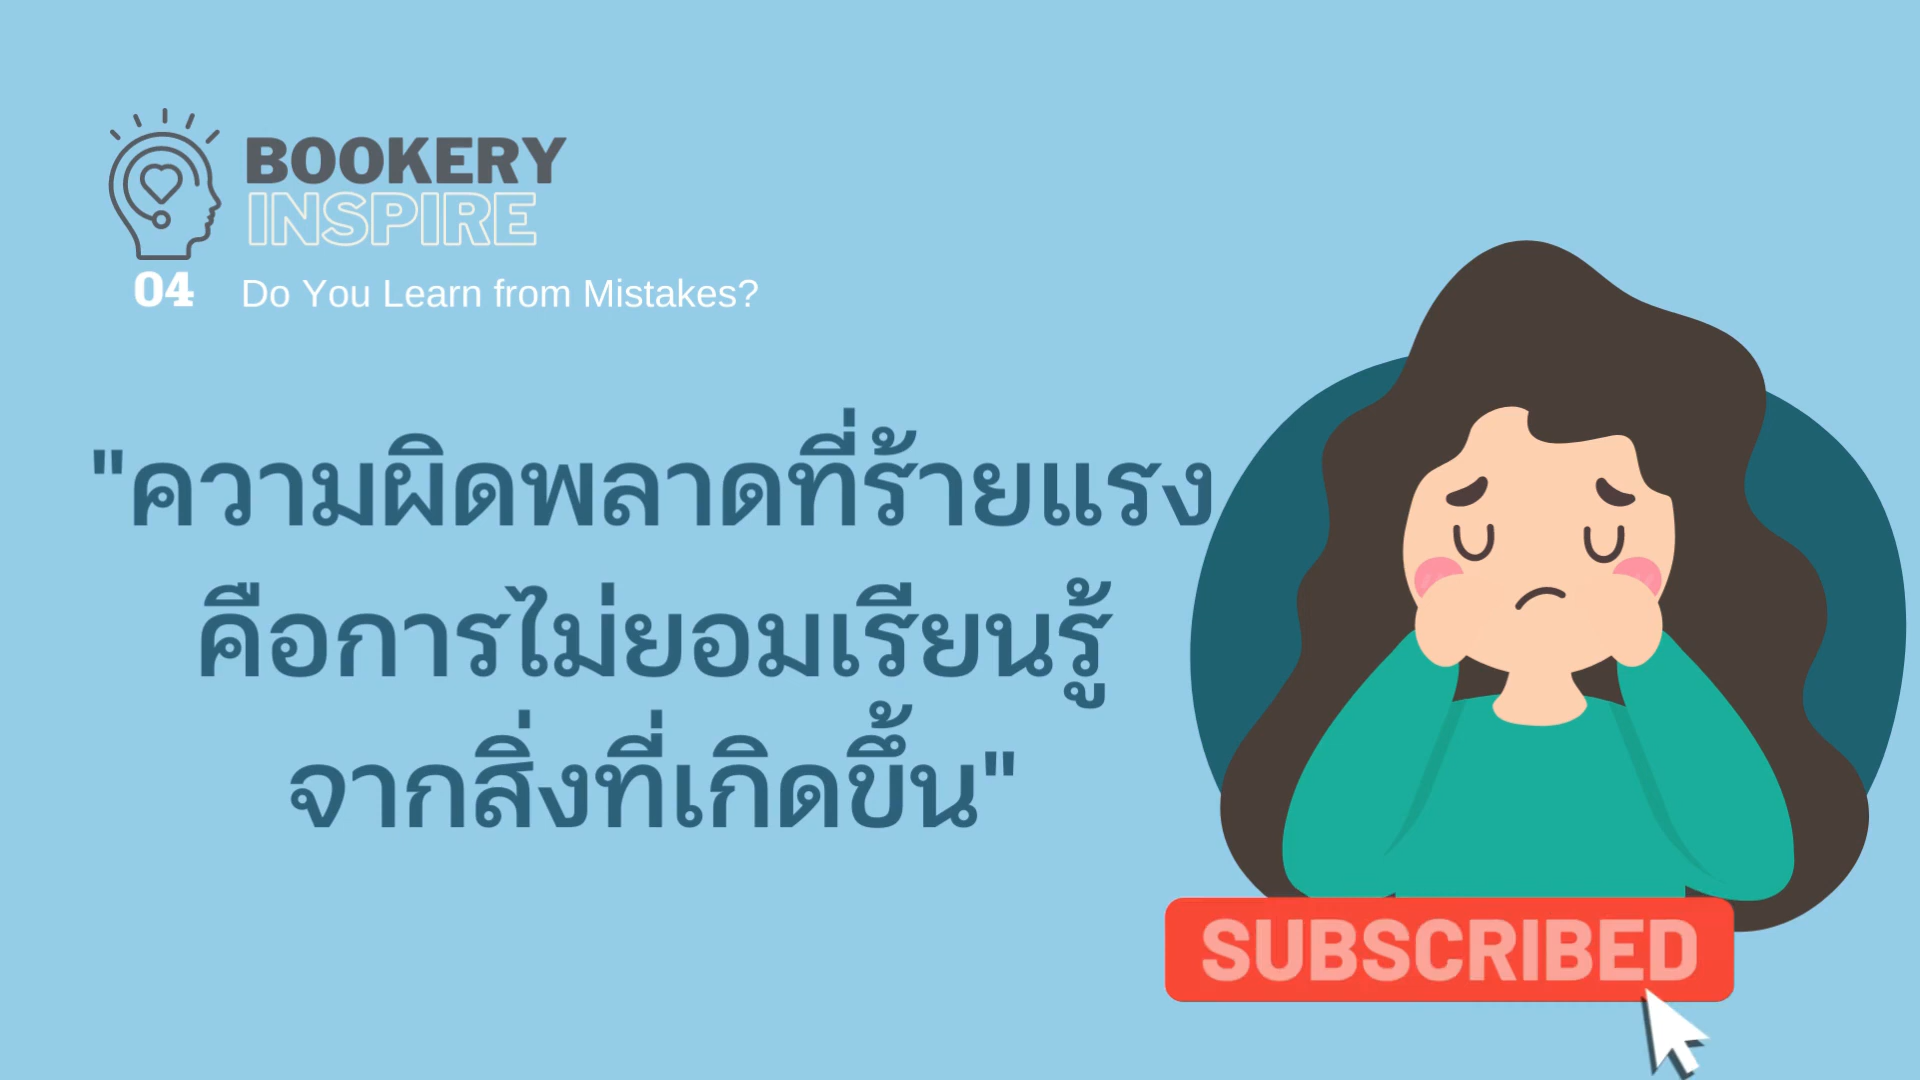 BOOKERY
INSPIRE
04 Do You Learn from Mistakes?
"ความผิดพลาดที่ร้ายแรง
คือการไม่ยอมเรียนรู้
จากสิ่งที่เกิดขึ้น"
SUBSCRIBED